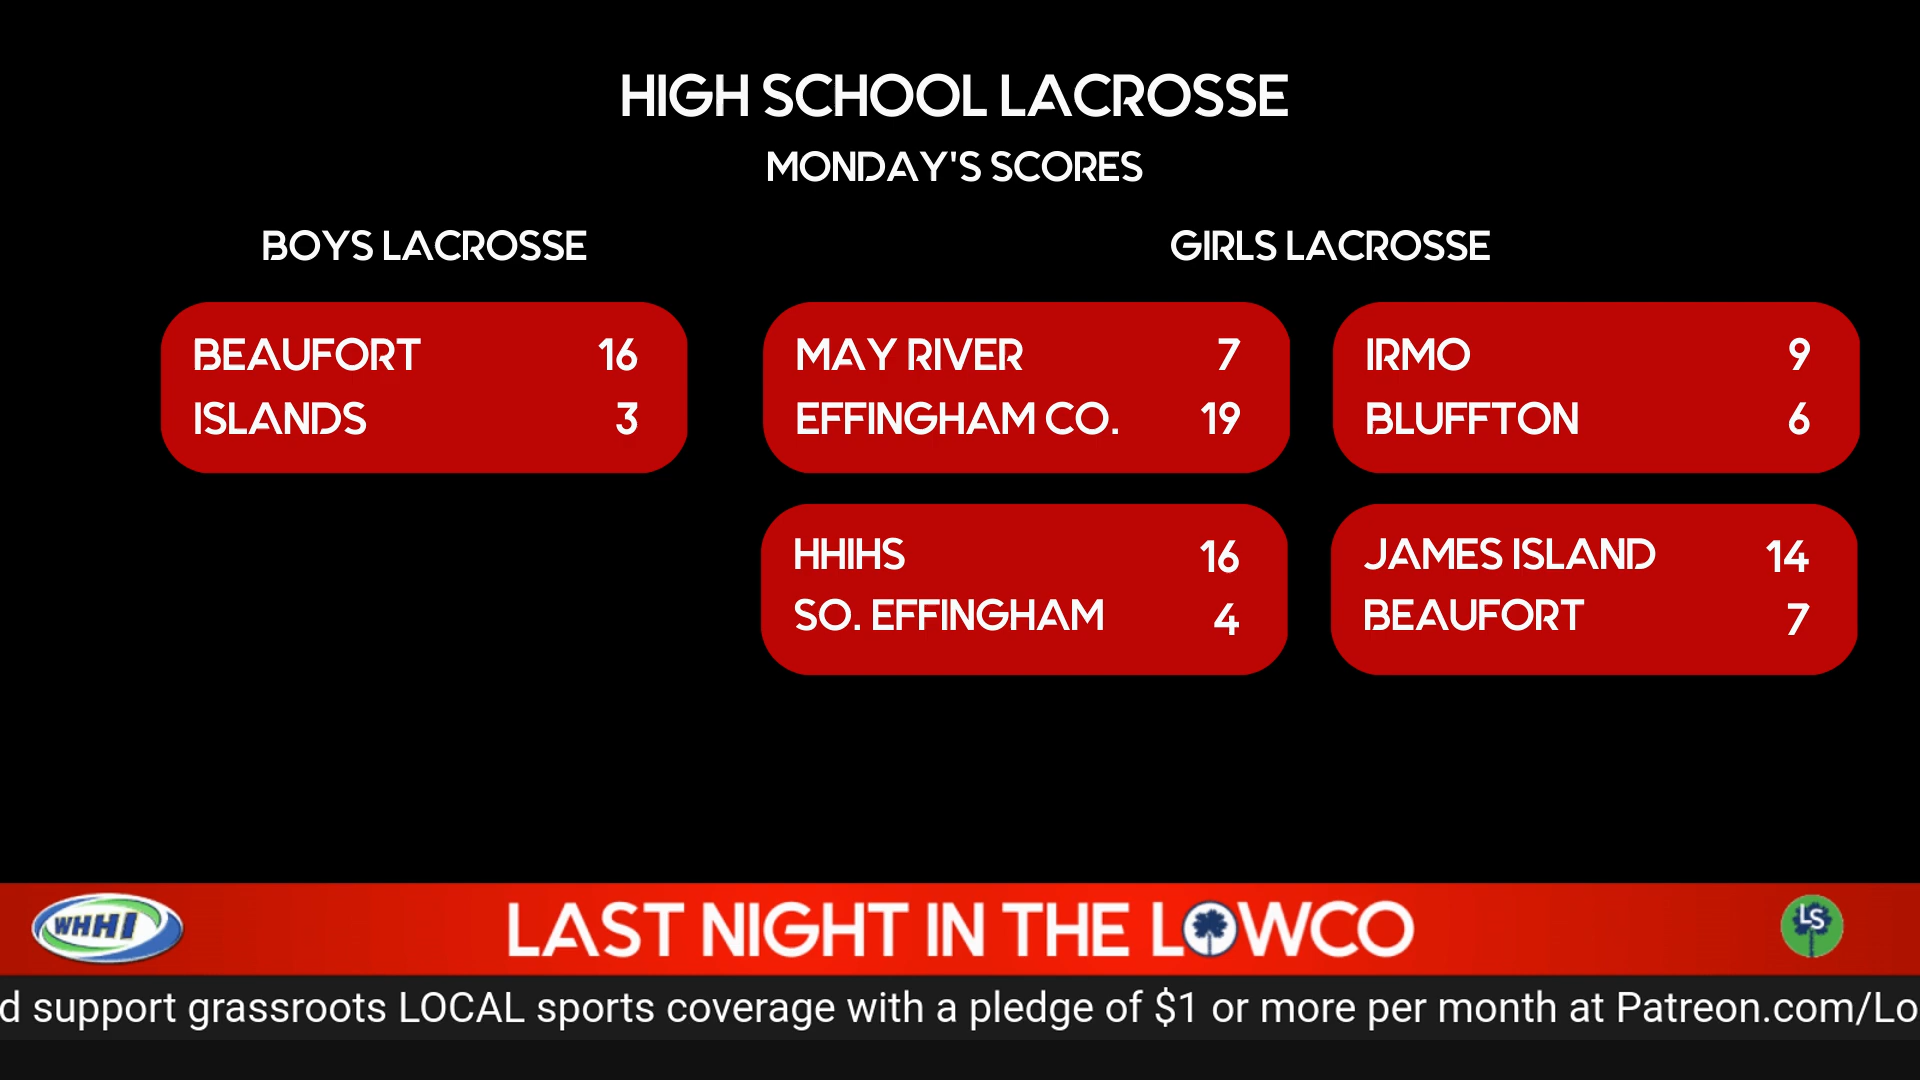 HIGH SCHOOL LACROSSE
MONDAY'S SCORES
BOYS LACROSSE
BEAUFORT 16
ISLANDS 3
GIRLS LACROSSE
MAY RIVER 7
EFFINGHAM CO. 19
IRMO 9
BLUFFTON 6
HHIHS 16
SO. EFFINGHAM 4
JAMES ISLAND 14
BEAUFORT 7
WHHI
LAST NIGHT IN THE LOWCO
LS
d support grassroots LOCAL sports coverage with a pledge of $1 or more per month at Patreon.com/Lo